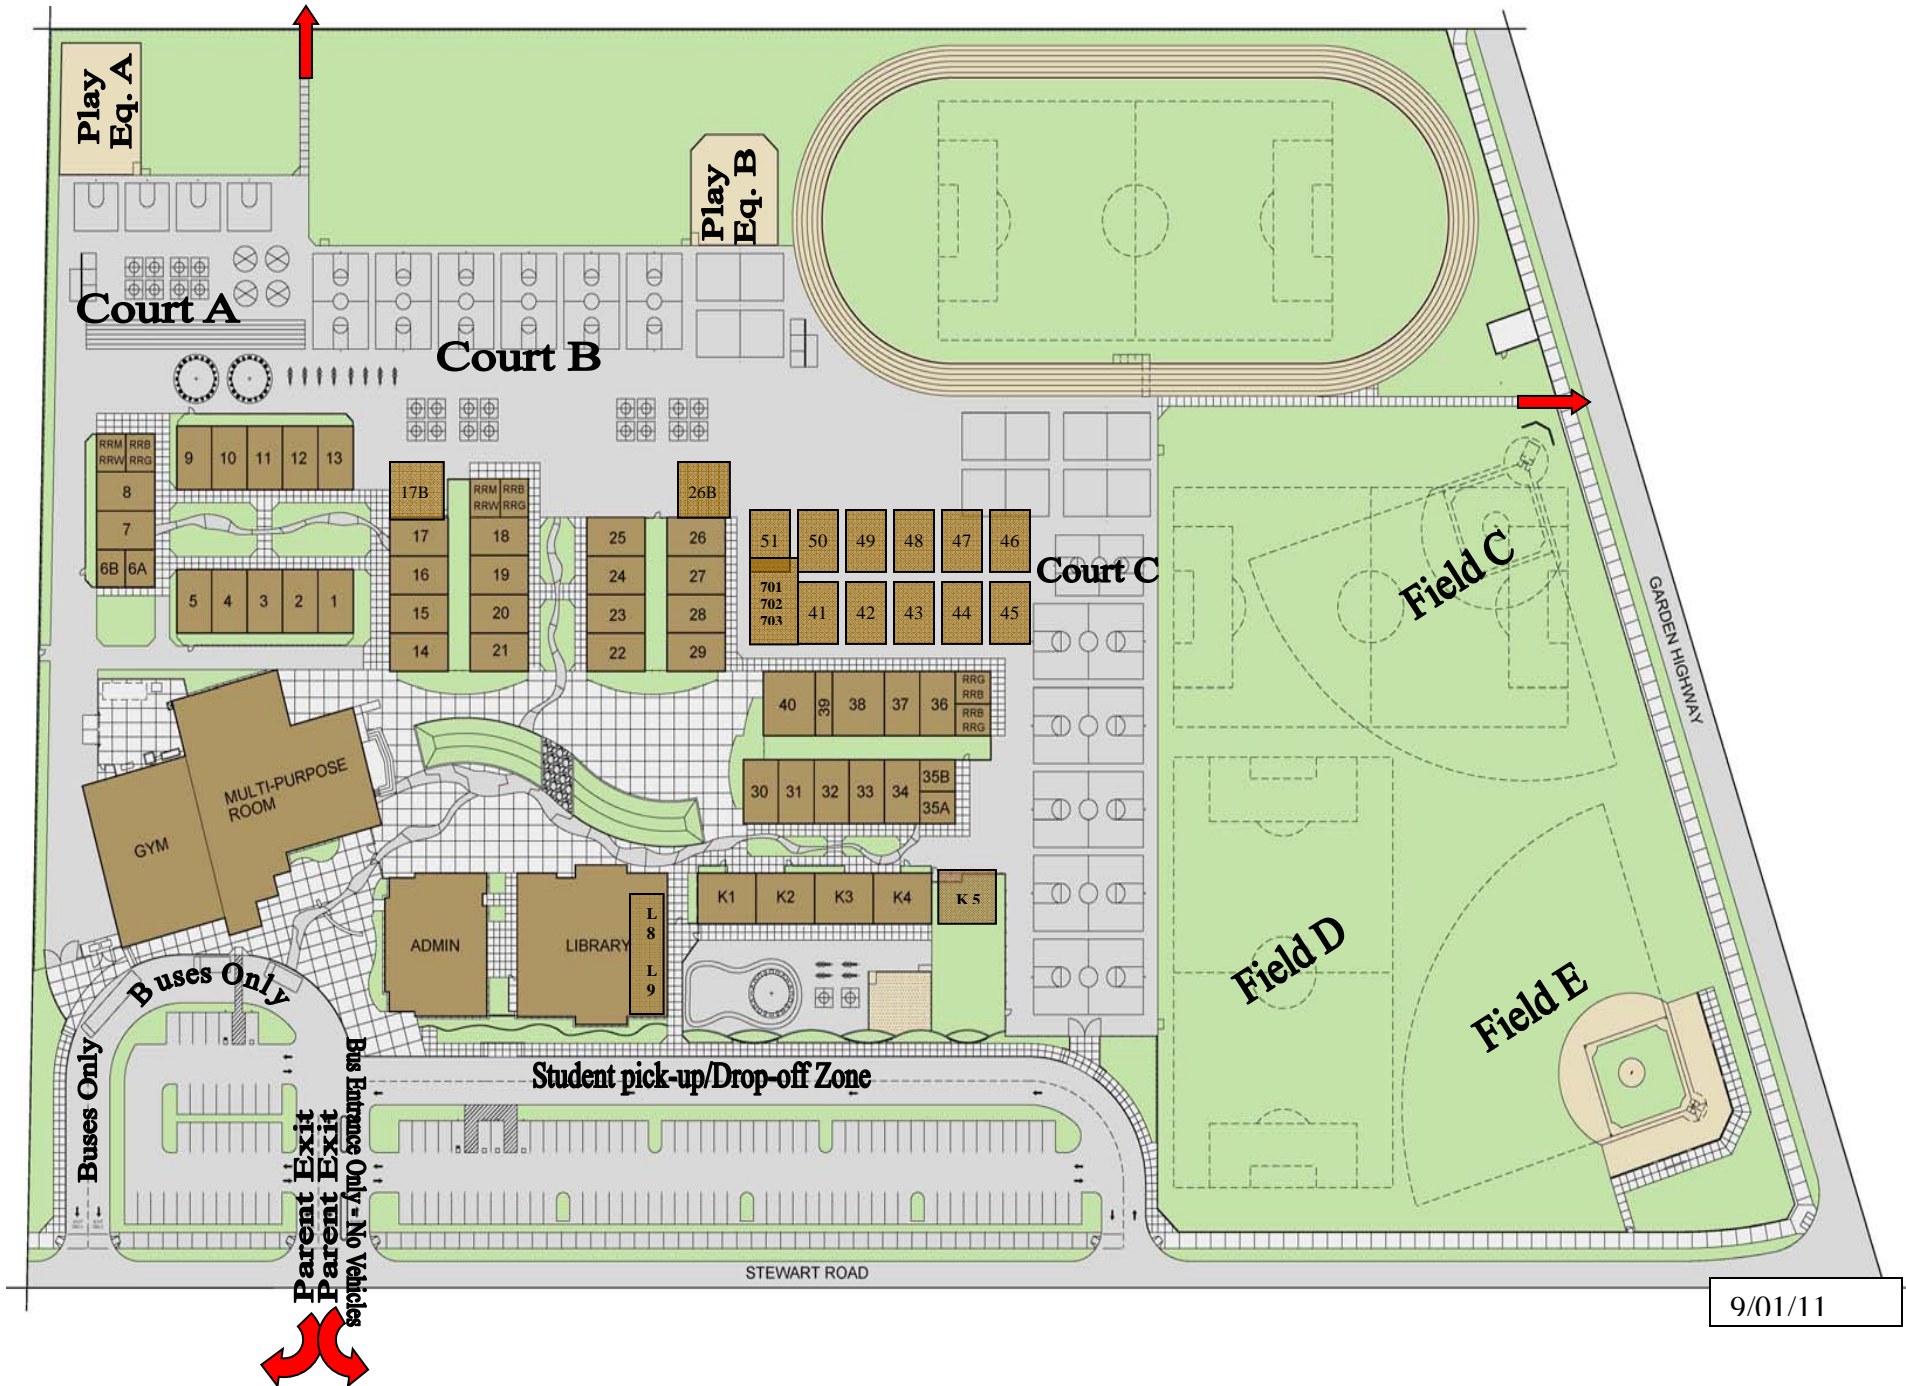 Play
Eq. A
Play
Eq. B
Court A
Court B
RRM RRB
RRW RRG
8
7
6B 6A
9 10 11 12 13
5 4 3 2 1
17B
17
16
15
14
RRM RRB
RRW RRG
18
19
20
21
25
24
23
22
26B
26
27
28
29
51 50 49 48 47 46
701
702
703
41 42 43 44 45
Court C
40 39 38 37 36
RRG
RRB
RRB
RRG
30 31 32 33 34
35B
35A
MULTI-PURPOSE
ROOM
GYM
ADMIN
LIBRARY
L
8
L
9
K1 K2 K3 K4 K 5
Field C
Field D
Field E
GARDEN HIGHWAY
Buses Only
Buses Only
Student pick-up/Drop-off Zone
Parent Exit
Parent Exit
Bus Entrance Only - No Vehicles
STEWART ROAD
9/01/11